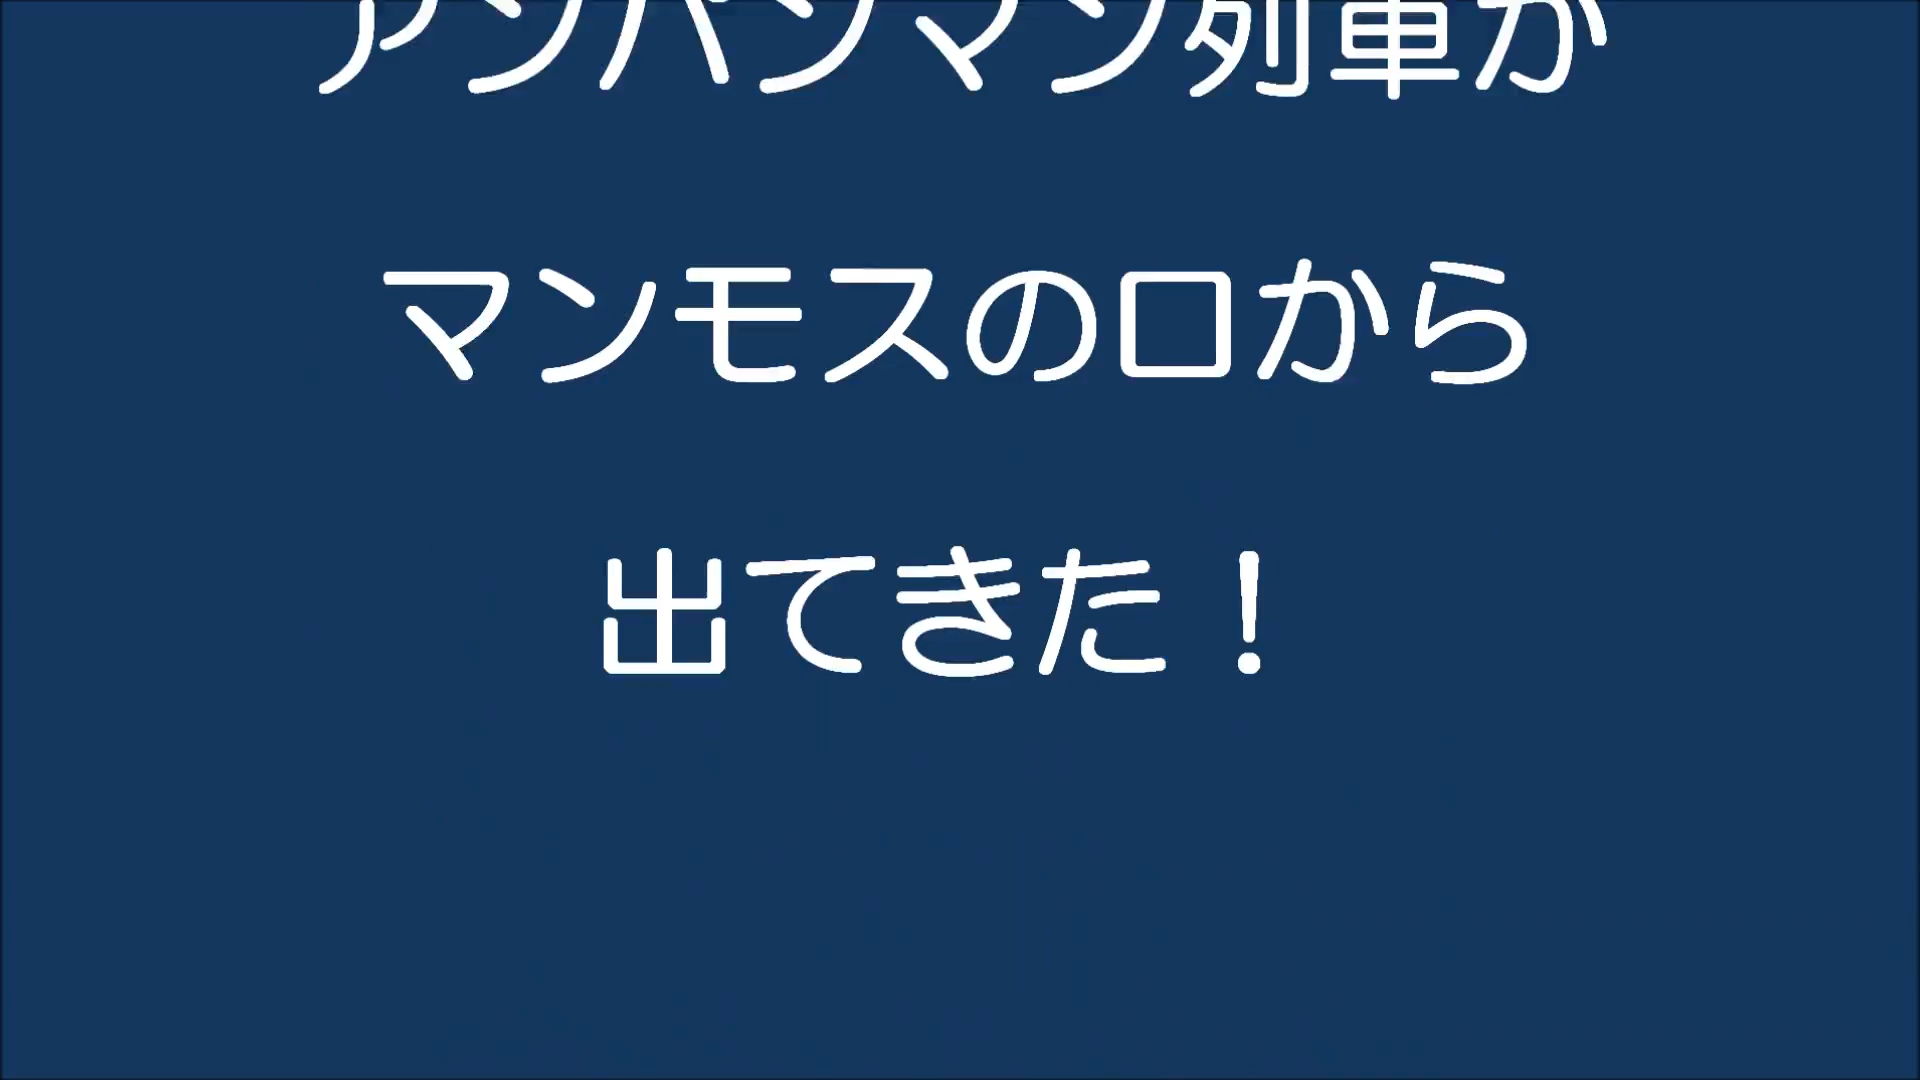 アンパンマン列車が
マンモスの口から
出てきた！